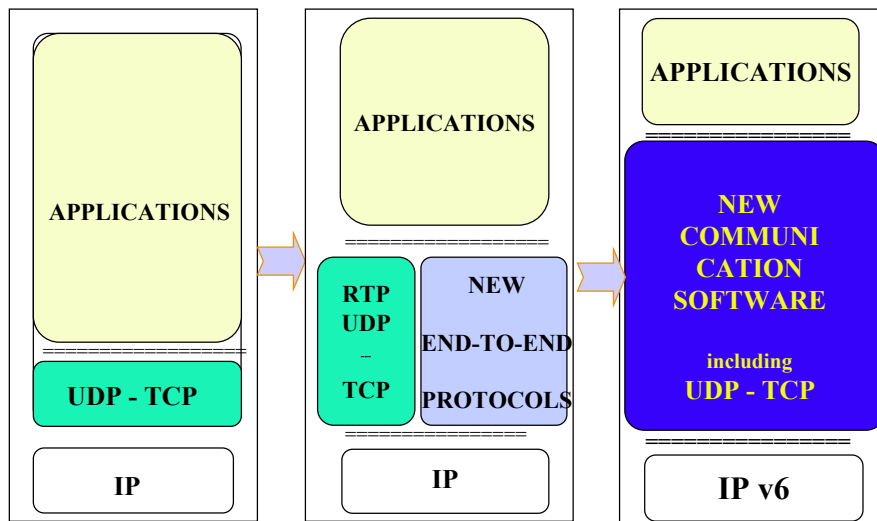 APPLICATIONS
================
UDP - TCP
IP
APPLICATIONS
==================
RTP
UDP
--
TCP
NEW
END-TO-END
PROTOCOLS
================
IP
APPLICATIONS
==================
NEW
COMMUNI
CATION
SOFTWARE
including
UDP - TCP
==================
IP v6